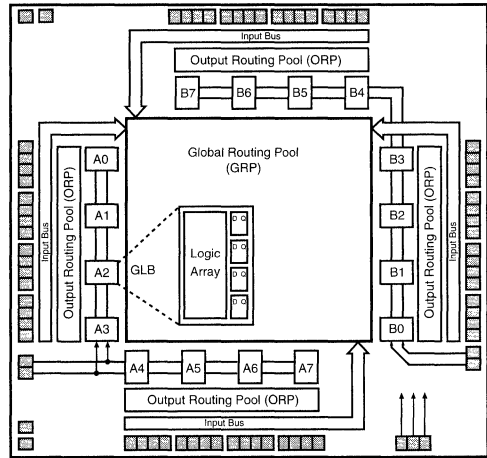 Input Bus
Output Routing Pool (ORP)
B7 B6 B5 B4
Input Bus
Output Routing Pool (ORP)
A0
A1
A2
A3
Global Routing Pool
(GRP)
GLB
Logic
Array
B3
B2
B1
B0
Output Routing Pool (ORP)
Input Bus
A4 A5 A6 A7
Output Routing Pool (ORP)
Input Bus